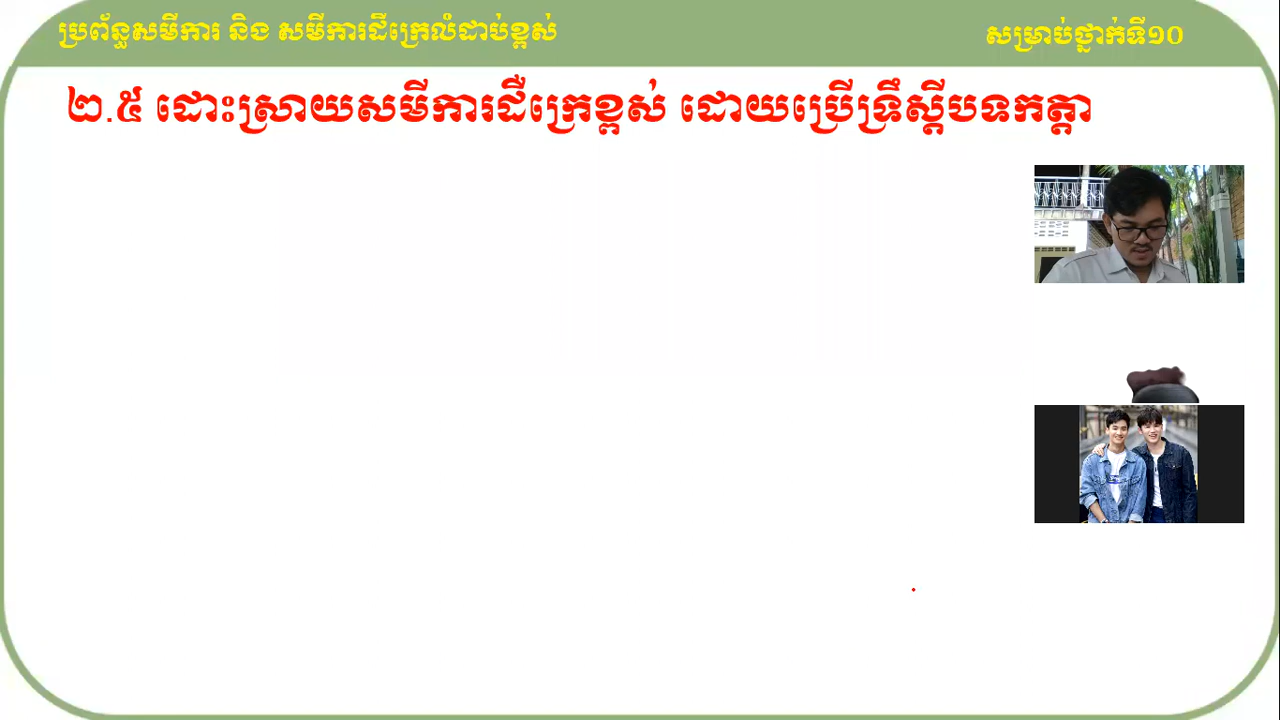 ប្រព័ន្ធសមីការ និង សមីការដឺក្រេលំដាប់ខ្ពស់
សម្រាប់ថ្នាក់ទី១០
២.៥ ដោះស្រាយសមីការដឺក្រេខ្ពស់ ដោយប្រើទ្រឹស្តីបទកត្តា